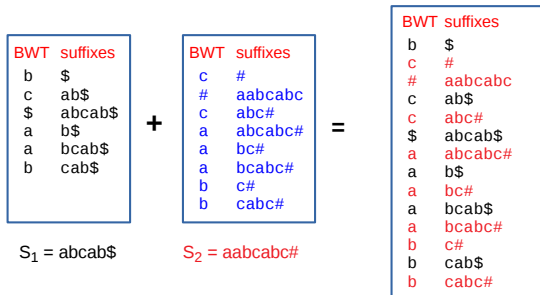 BWT suffixes
b $
c ab$
$ abcab$
a b$
a bcab$
b cab$
S1 = abcab$
+
BWT suffixes
c #
# aabcabc
c abc#
a abcabc#
a bc#
a bcabc#
b c#
b cabc#
S2 = aabcabc#
=
BWT suffixes
b $
c #
# aabcabc
c ab$
c abc#
$ abcab$
a abcabc#
a b$
a bc#
a bcab$
a bcabc#
b c#
b cab$
b cabc#